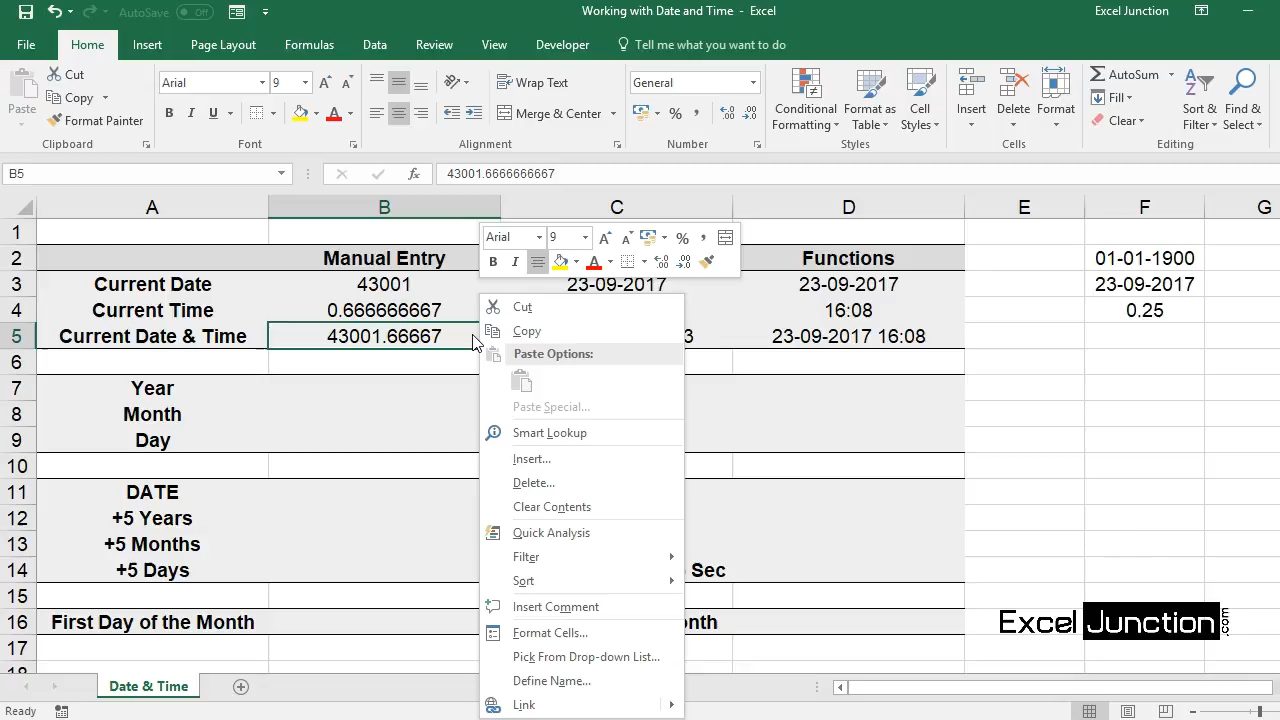 AutoSave Off
Working with Date and Time - Excel
Excel Junction
File Home Insert Page Layout Formulas Data Review View Developer Tell me what you want to do
Paste
Cut
Copy
Format Painter
Clipboard
Arial 9
B I U
Font
Wrap Text
Merge & Center
Alignment
General
%
Number
Conditional Formatting
Format as Table
Cell Styles
Styles
Insert Delete Format
Cells
AutoSum
Fill
Clear
Sort & Filter
Find & Select
Editing
B5 fx 43001.6666666667
A B C D E F G
1
2 Manual Entry Functions 01-01-1900
3 Current Date 43001 23-09-2017 23-09-2017 23-09-2017
4 Current Time 0.666666667 16:08 0.25
5 Current Date & Time 43001.66667 3 23-09-2017 16:08
6
7 Year
8 Month
9 Day
10
11 DATE
12 +5 Years
13 +5 Months
14 +5 Days Sec
15
16 First Day of the Month onth
17
18
Arial 9 %
B I
Cut
Copy
Paste Options:
Paste Special...
Smart Lookup
Insert...
Delete...
Clear Contents
Quick Analysis
Filter
Sort
Insert Comment
Format Cells...
Pick From Drop-down List...
Define Name...
Link
Excel Junction.com
Date & Time
Ready